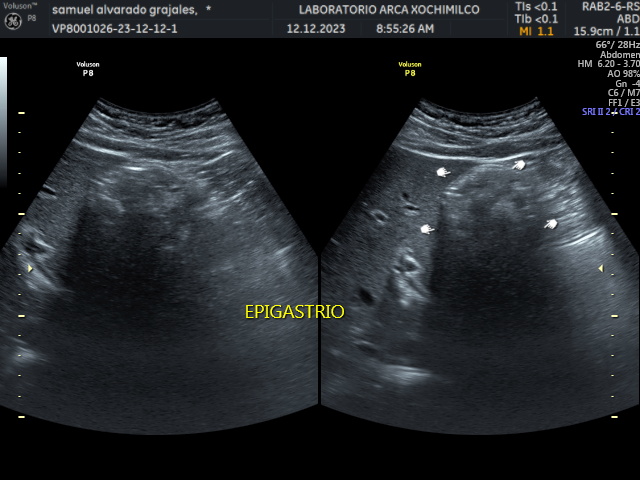 Voluson™
P8
samuel alvarado grajales, *
VP8001026-23-12-12-1
LABORATORIO ARCA XOCHIMILCO
12.12.2023 8:55:26 AM
TIs <0.1
TIb <0.1
MI 1.1
RAB2-6-RS
ABD
15.9cm / 1.1
66°/ 28Hz
Abdomen
HM 6.20 - 3.70
AO 98%
Gn -4
C6 / M7
FF1 / E3
SRI II 2 / CRI 2
Voluson
P8
Voluson
P8
EPIGASTRIO